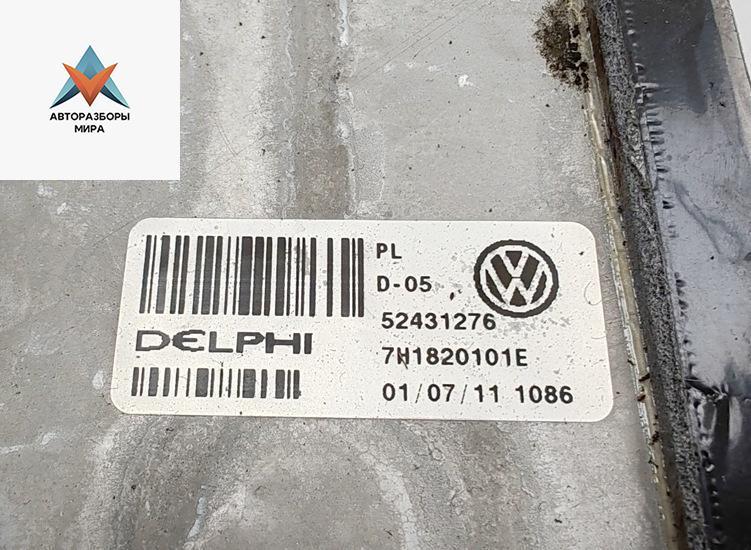 АВТОРАЗБОРЫ
МИРА
PL
D-05
52431276
DELPHI
7H1820101E
01/07/11 1086